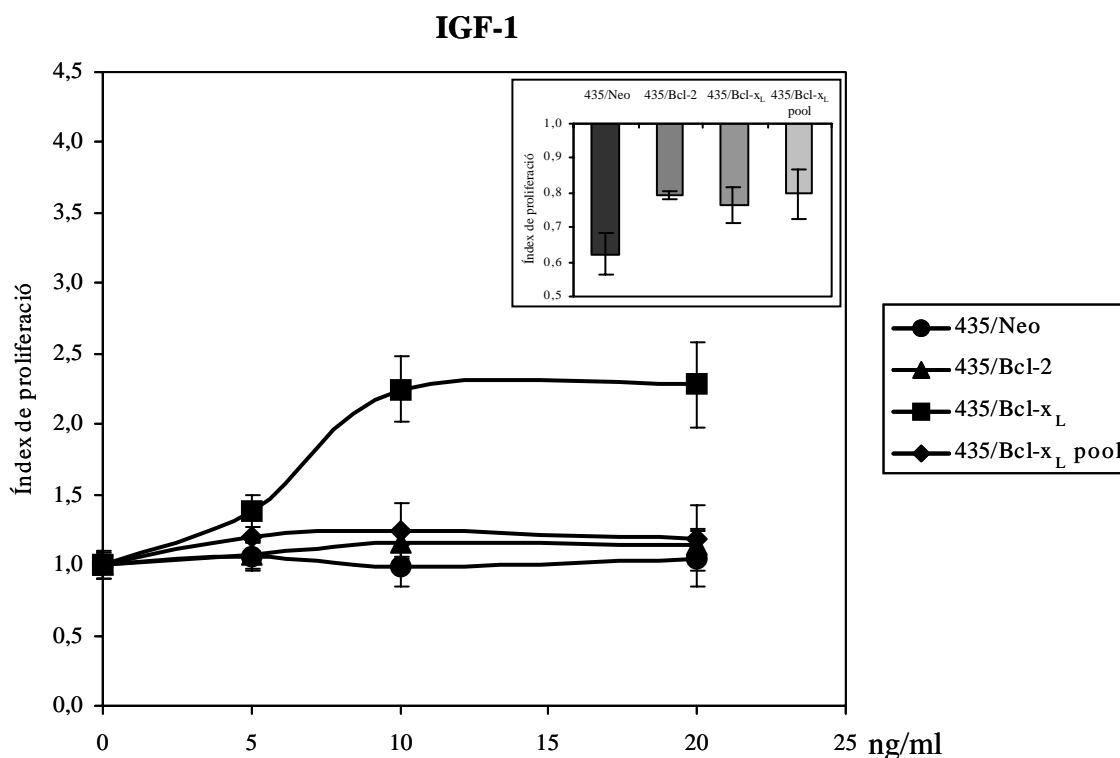 IGF-1
4,5
4,0
3,5
3,0
2,5
2,0
1,5
1,0
0,5
0,0
Índex de proliferació
0 5 10 15 20 25 ng/ml
435/Neo 435/Bcl-2 435/Bcl-xL 435/Bcl-xL
pool
1,0
0,9
0,8
0,7
0,6
0,5
Índex de proliferació
435/Neo
435/Bcl-2
435/Bcl-xL
435/Bcl-xL pool